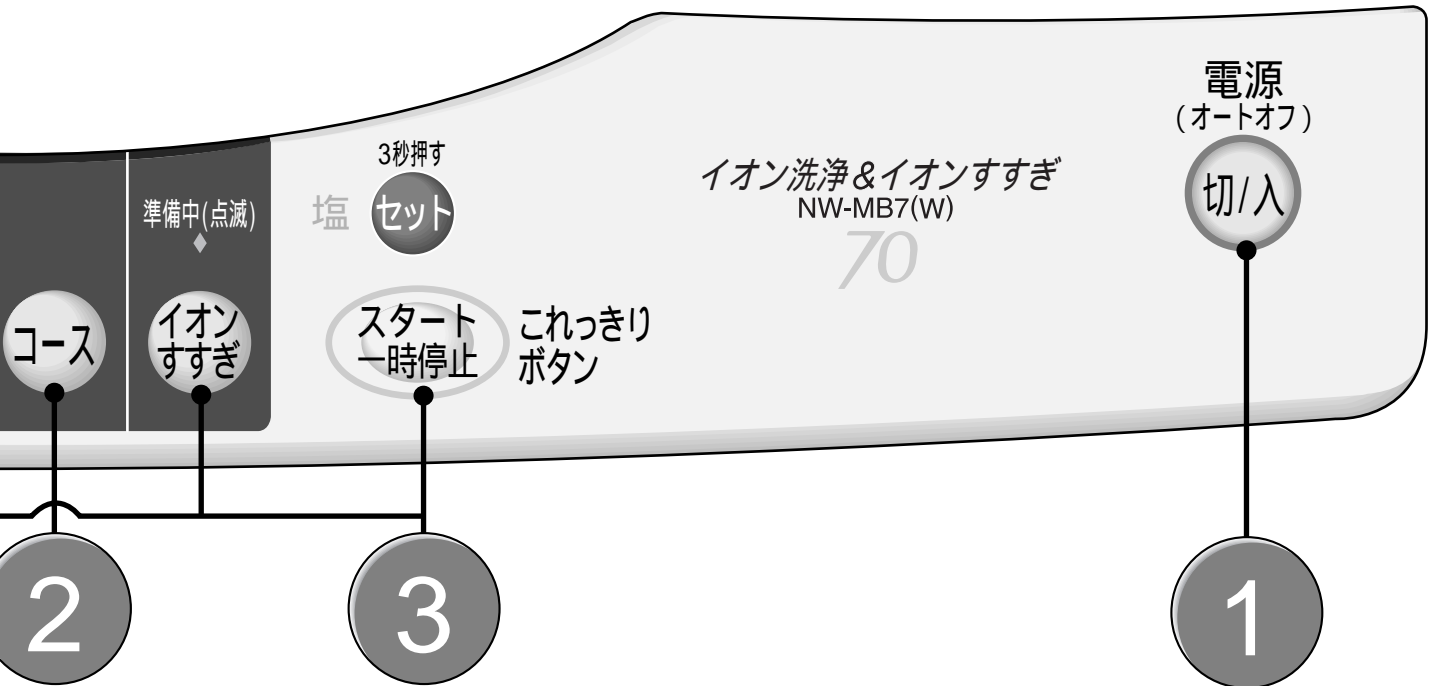 電源
(オートオフ)
切/入
3秒押す
塩
セット
イオン洗浄&イオンすすぎ
NW-MB7(W)
70
準備中(点滅)
コース
イオン
すすぎ
スタート
一時停止
これっきり
ボタン
2
3
1